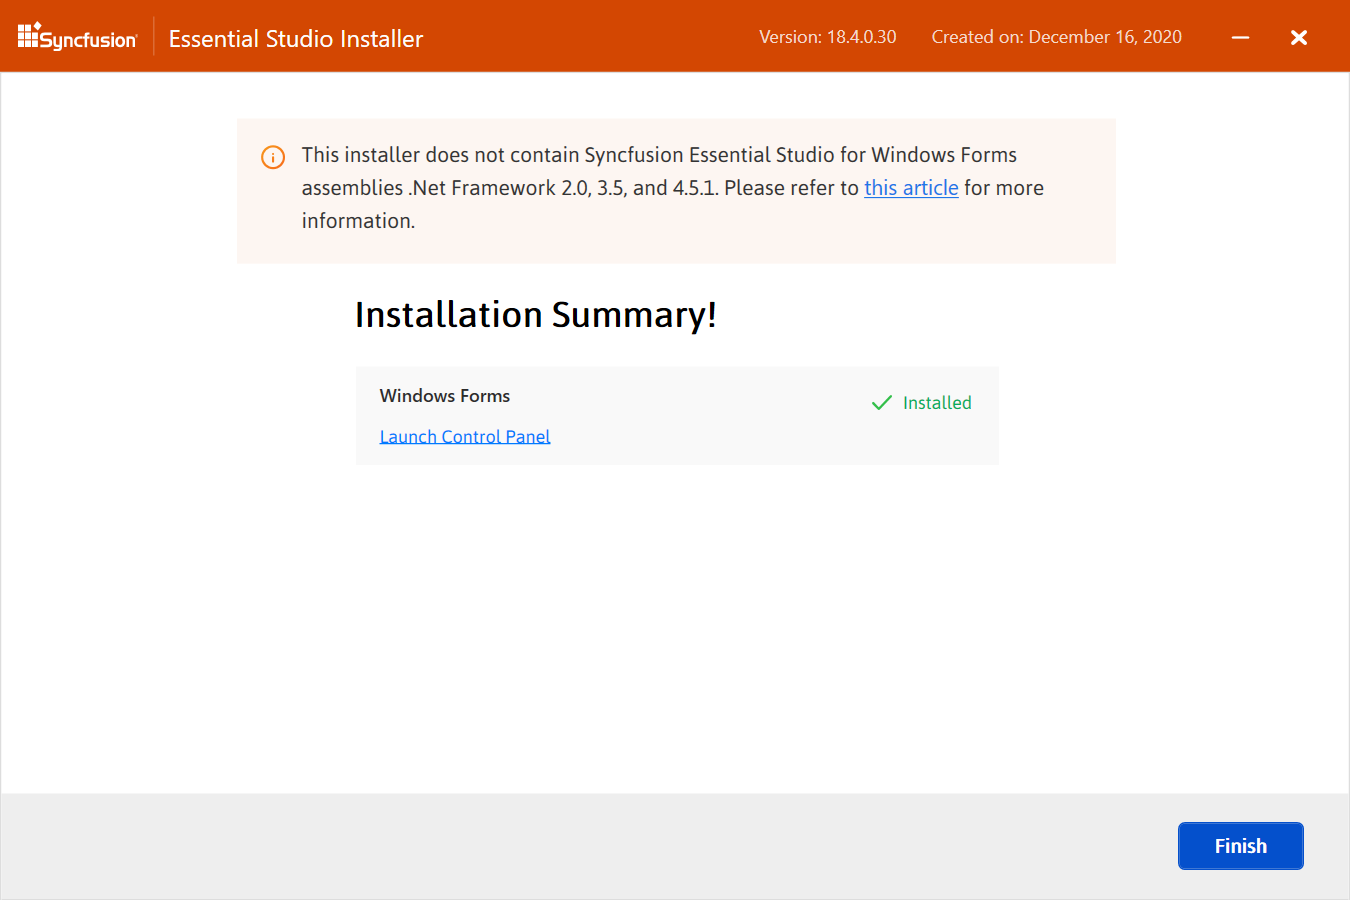 Syncfusion
Essential Studio Installer
Version: 18.4.0.30
Created on: December 16, 2020
This installer does not contain Syncfusion Essential Studio for Windows Forms
assemblies .Net Framework 2.0, 3.5, and 4.5.1. Please refer to this article for more
information.
Installation Summary!
Windows Forms
Installed
Launch Control Panel
Finish